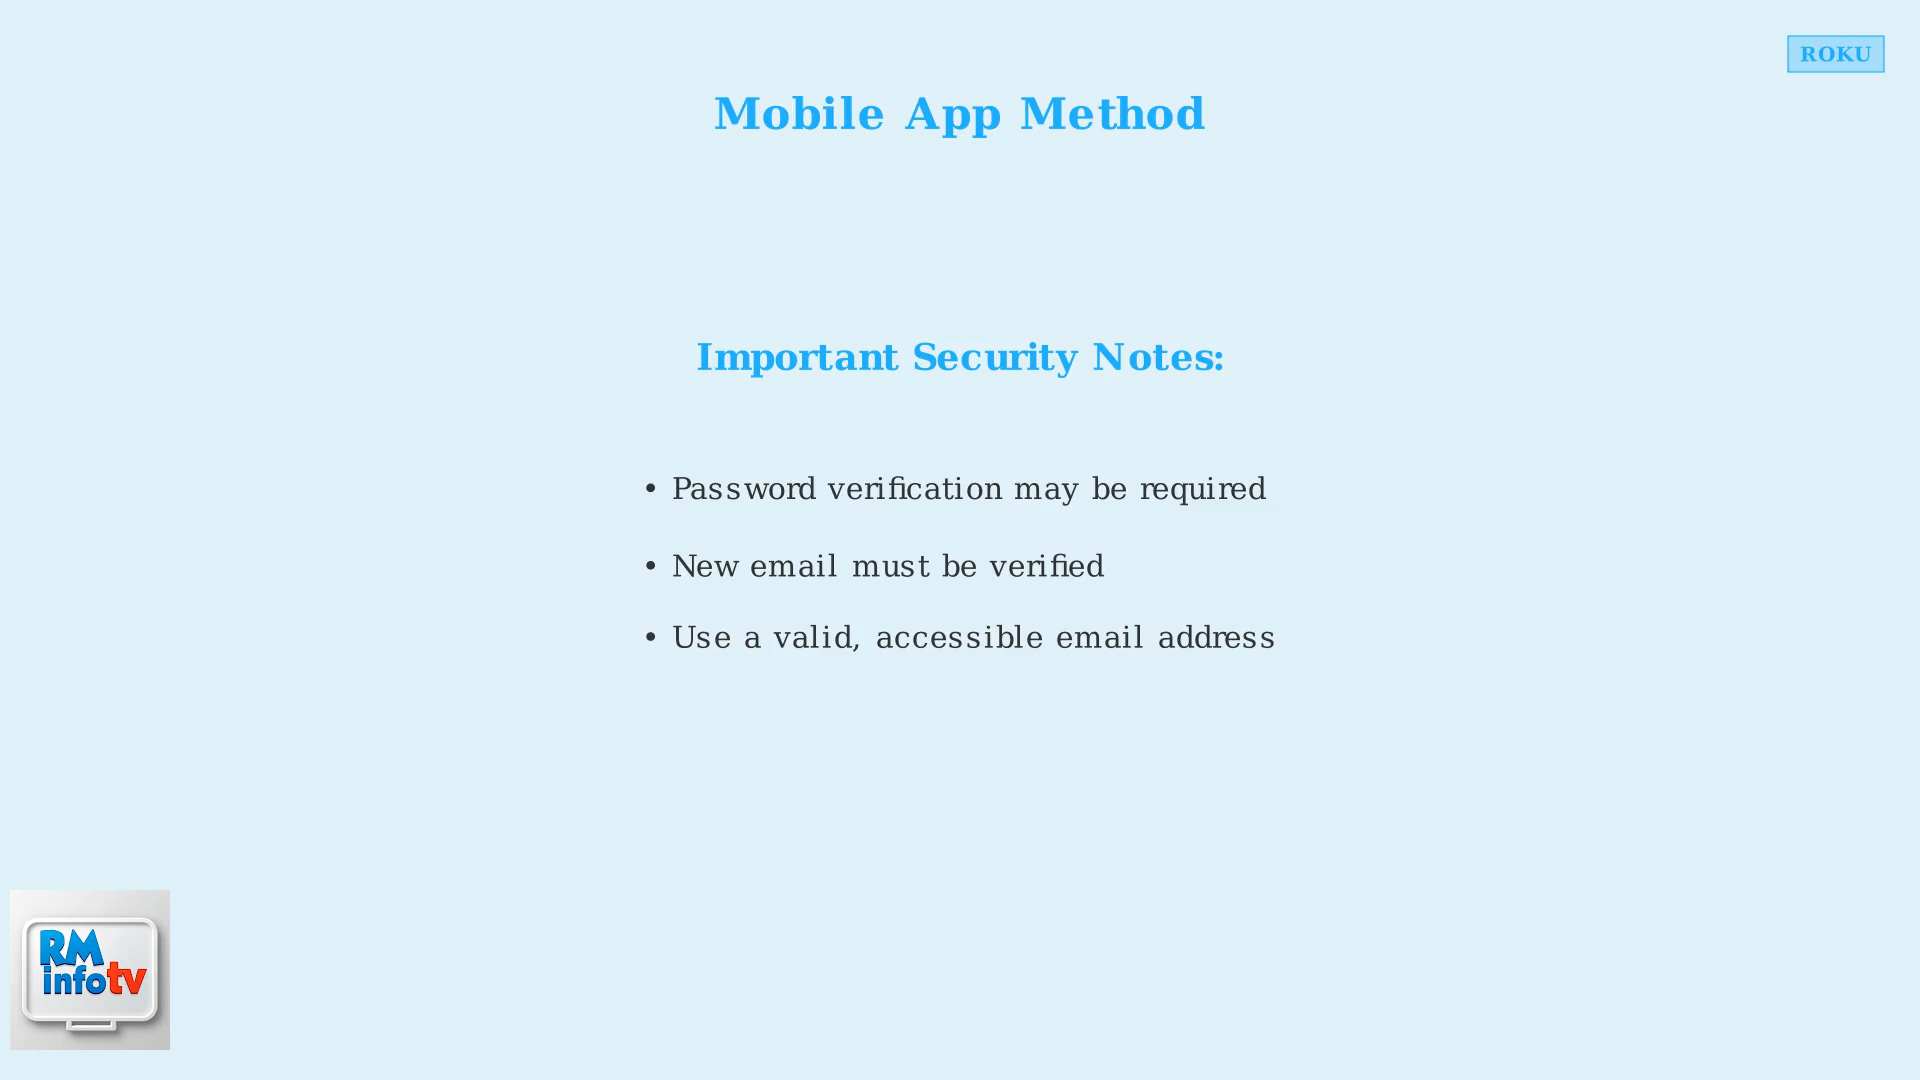 ROKU
Mobile App Method
Important Security Notes:
• Password verification may be required
• New email must be verified
• Use a valid, accessible email address
RM
infotv